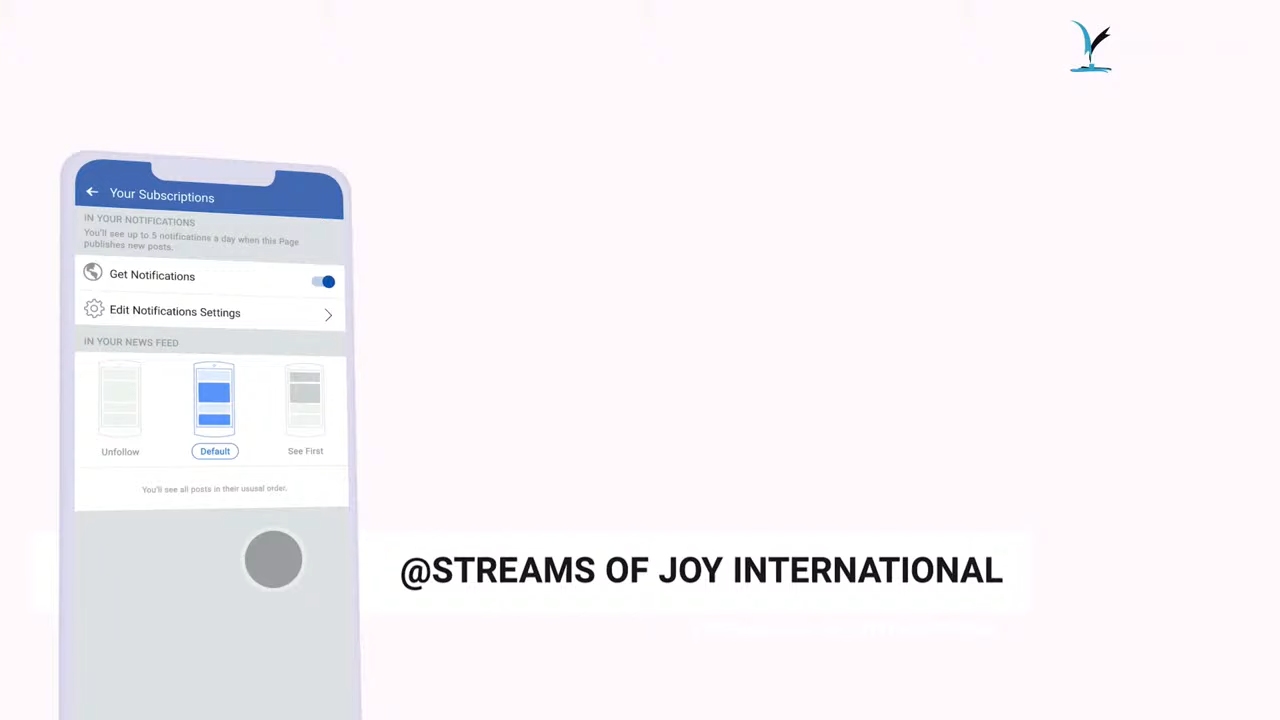 Your Subscriptions
IN YOUR NOTIFICATIONS
You'll see up to 5 notifications a day when this Page
publishes new posts.
Get Notifications
Edit Notifications Settings
IN YOUR NEWS FEED
Unfollow
Default
See First
You'll see all posts in their ususal order.
@STREAMS OF JOY INTERNATIONAL